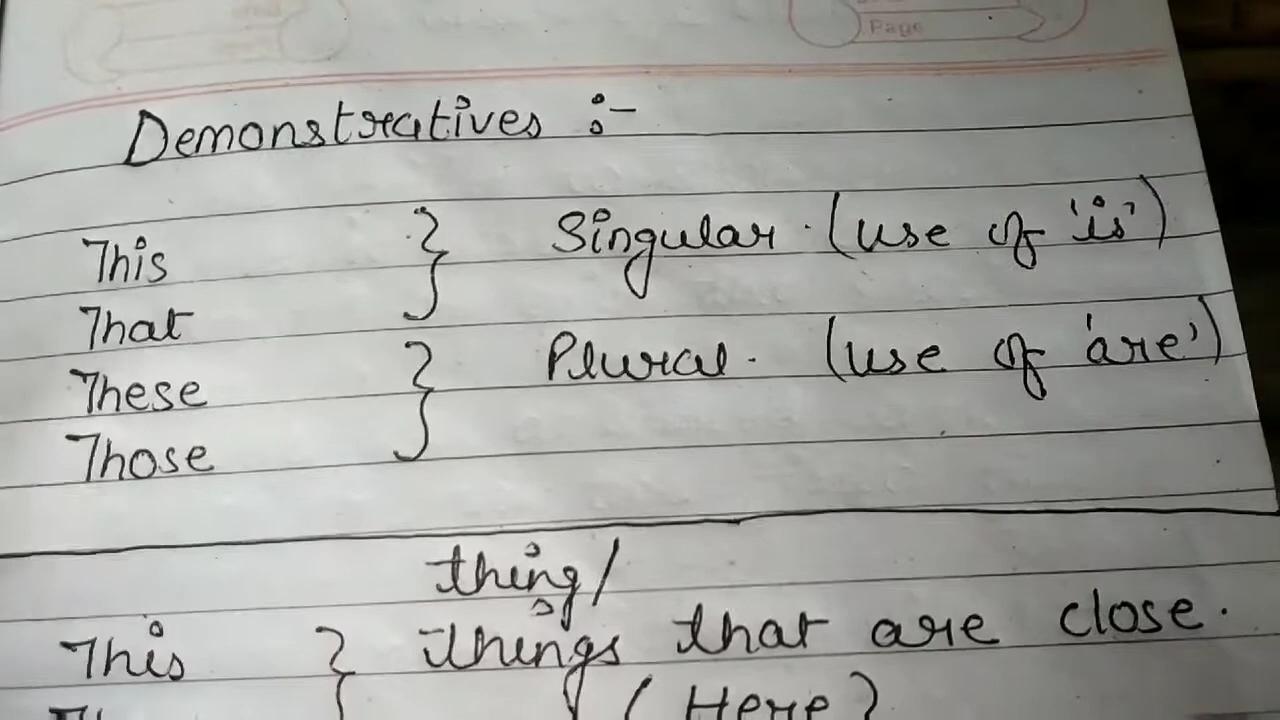 Page
Demonstratives :-
This } Singular. (use of 'is')
That
These } Plural. (use of 'are')
Those
thing/
This } things that are close.
(Here)